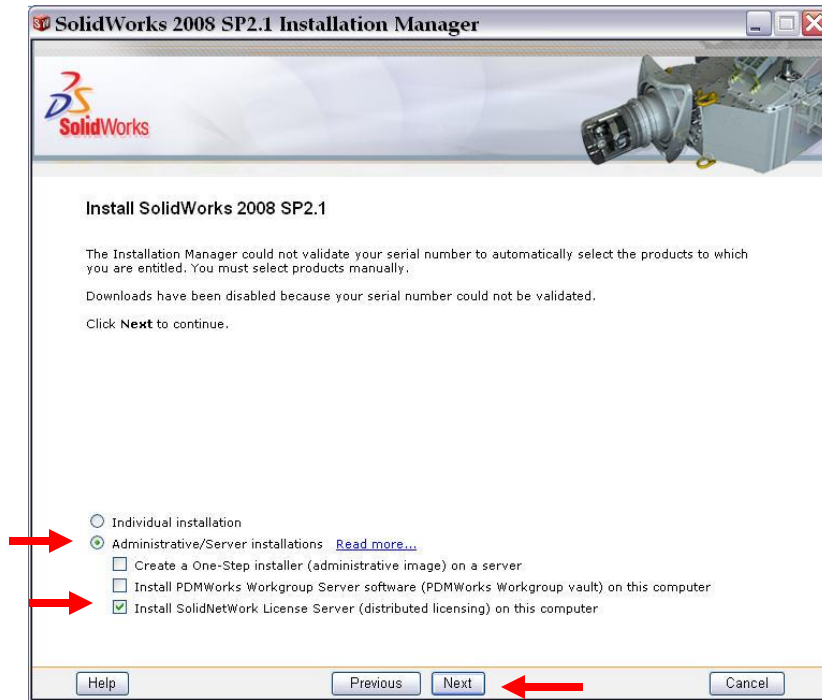 SolidWorks 2008 SP2.1 Installation Manager
SolidWorks
Install SolidWorks 2008 SP2.1
The Installation Manager could not validate your serial number to automatically select the products to which
you are entitled. You must select products manually.
Downloads have been disabled because your serial number could not be validated.
Click Next to continue.
Individual installation
Administrative/Server installations Read more...
Create a One-Step installer (administrative image) on a server
Install PDMWorks Workgroup Server software (PDMWorks Workgroup vault) on this computer
Install SolidNetWork License Server (distributed licensing) on this computer
Help Previous Next Cancel